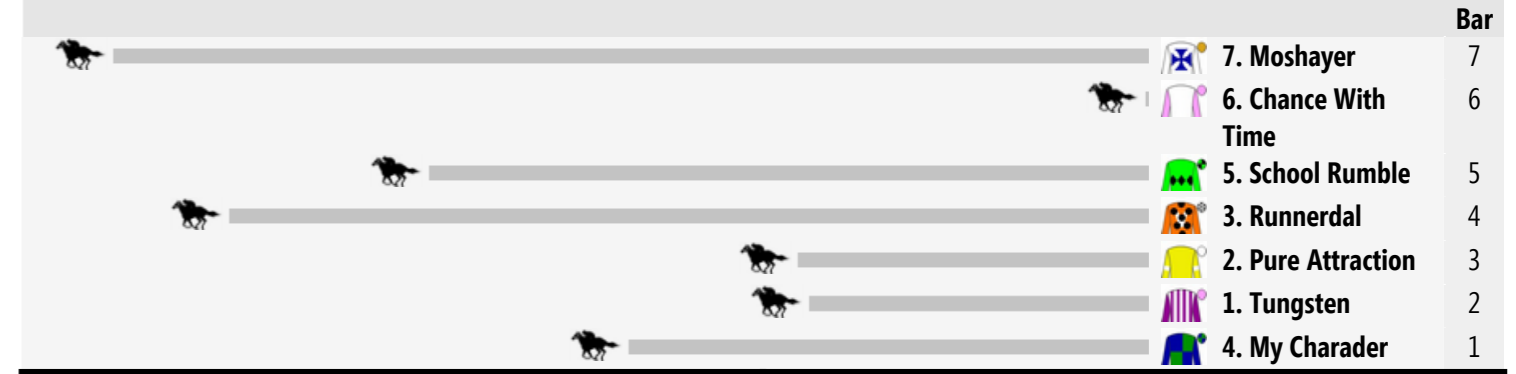 Bar
7. Moshayer 7
6. Chance With 6
Time
5. School Rumble 5
3. Runnerdal 4
2. Pure Attraction 3
1. Tungsten 2
4. My Charader 1